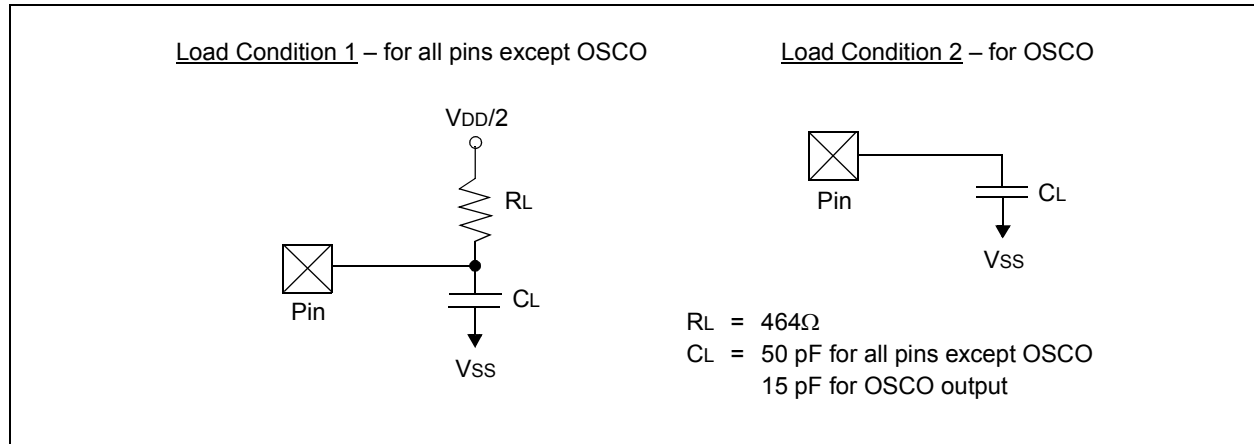 Load Condition 1 – for all pins except OSCO
VDD/2
RL
Pin
CL
VSS
Load Condition 2 – for OSCO
Pin
CL
VSS
RL = 464Ω
CL = 50 pF for all pins except OSCO
15 pF for OSCO output